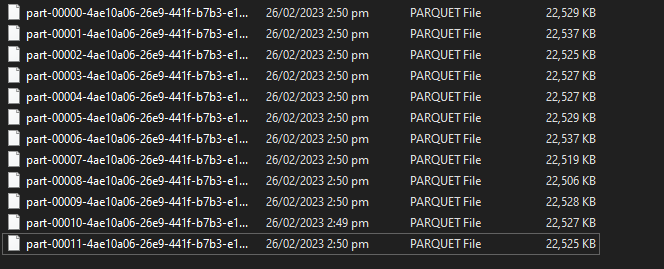 part-00000-4ae10a06-26e9-441f-b7b3-e1... 26/02/2023 2:50 pm PARQUET File 22,529 KB
part-00001-4ae10a06-26e9-441f-b7b3-e1... 26/02/2023 2:50 pm PARQUET File 22,537 KB
part-00002-4ae10a06-26e9-441f-b7b3-e1... 26/02/2023 2:50 pm PARQUET File 22,525 KB
part-00003-4ae10a06-26e9-441f-b7b3-e1... 26/02/2023 2:50 pm PARQUET File 22,527 KB
part-00004-4ae10a06-26e9-441f-b7b3-e1... 26/02/2023 2:50 pm PARQUET File 22,527 KB
part-00005-4ae10a06-26e9-441f-b7b3-e1... 26/02/2023 2:50 pm PARQUET File 22,529 KB
part-00006-4ae10a06-26e9-441f-b7b3-e1... 26/02/2023 2:50 pm PARQUET File 22,537 KB
part-00007-4ae10a06-26e9-441f-b7b3-e1... 26/02/2023 2:50 pm PARQUET File 22,519 KB
part-00008-4ae10a06-26e9-441f-b7b3-e1... 26/02/2023 2:50 pm PARQUET File 22,506 KB
part-00009-4ae10a06-26e9-441f-b7b3-e1... 26/02/2023 2:50 pm PARQUET File 22,528 KB
part-00010-4ae10a06-26e9-441f-b7b3-e1... 26/02/2023 2:49 pm PARQUET File 22,527 KB
part-00011-4ae10a06-26e9-441f-b7b3-e1... 26/02/2023 2:50 pm PARQUET File 22,525 KB